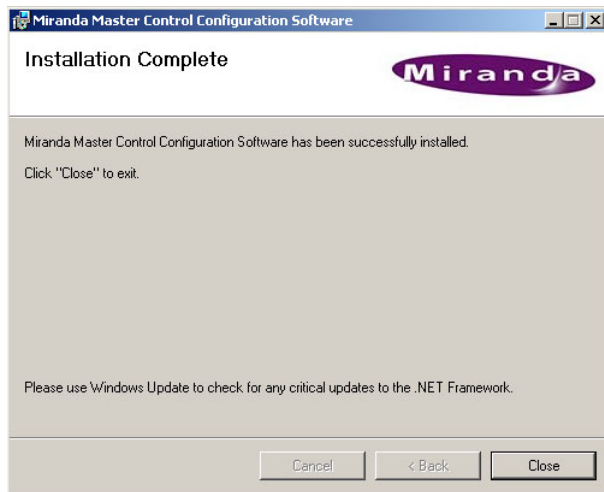 Miranda Master Control Configuration Software
Installation Complete
Miranda
Miranda Master Control Configuration Software has been successfully installed.
Click "Close" to exit.
Please use Windows Update to check for any critical updates to the .NET Framework.
Cancel
< Back
Close